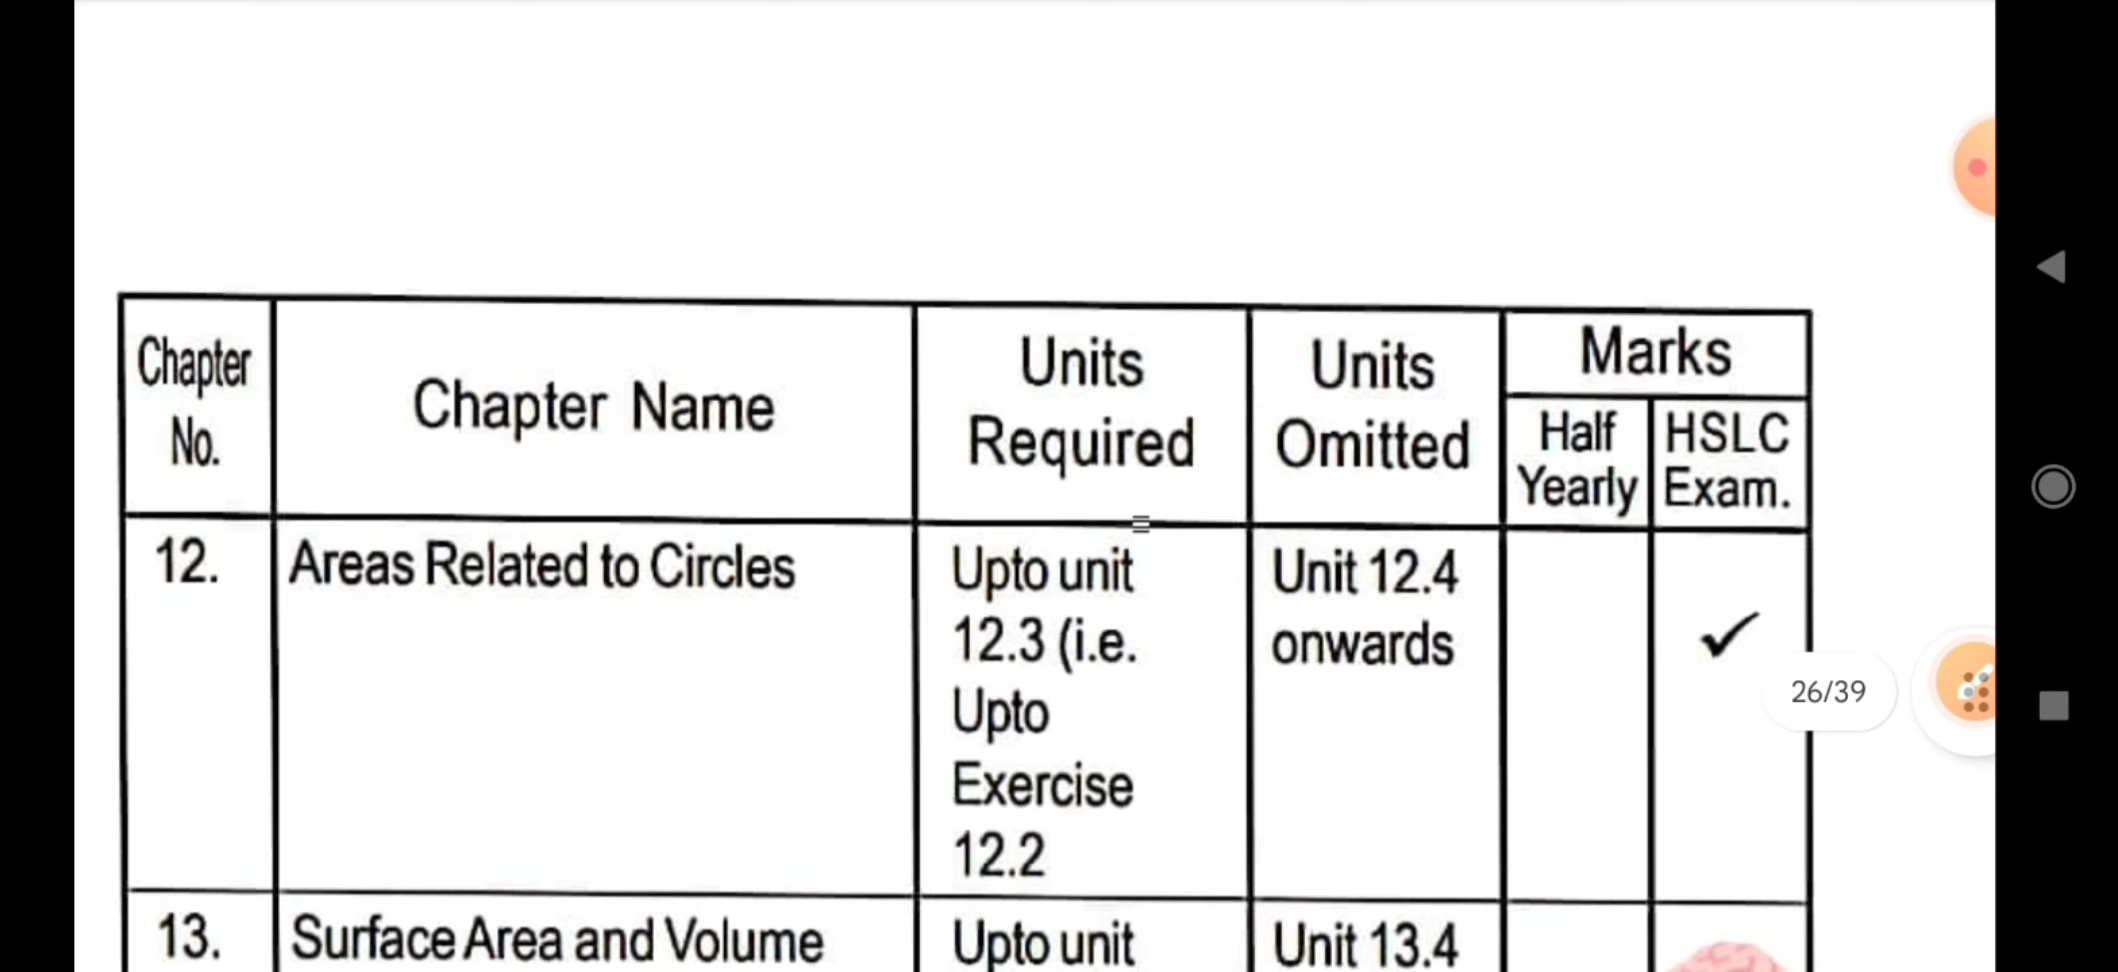 Chapter No.
Chapter Name
Units Required
Units Omitted
Marks
Half Yearly
HSLC Exam.
12.
Areas Related to Circles
Upto unit
12.3 (i.e.
Upto
Exercise
12.2
Unit 12.4
onwards
✓
26/39
13.
Surface Area and Volume
Upto unit
Unit 13.4